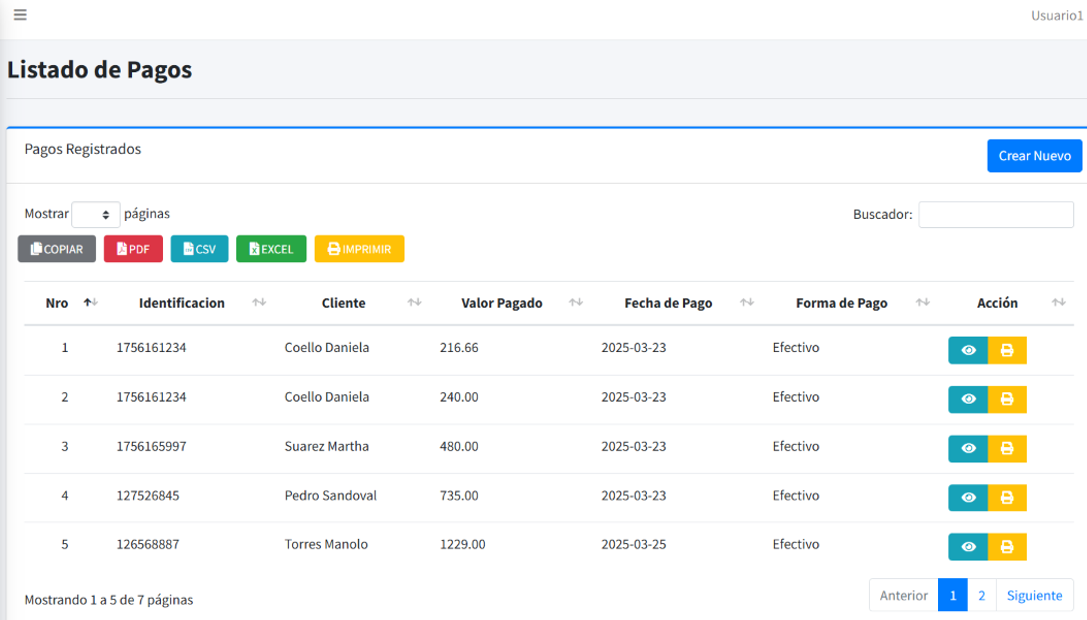 Usuario1
Listado de Pagos
Pagos Registrados
Crear Nuevo
Mostrar páginas
Buscador:
COPIAR PDF CSV EXCEL IMPRIMIR
Nro Identificacion Cliente Valor Pagado Fecha de Pago Forma de Pago Acción
1 1756161234 Coello Daniela 216.66 2025-03-23 Efectivo
2 1756161234 Coello Daniela 240.00 2025-03-23 Efectivo
3 1756165997 Suarez Martha 480.00 2025-03-23 Efectivo
4 127526845 Pedro Sandoval 735.00 2025-03-23 Efectivo
5 126568887 Torres Manolo 1229.00 2025-03-25 Efectivo
Mostrando 1 a 5 de 7 páginas
Anterior 1 2 Siguiente